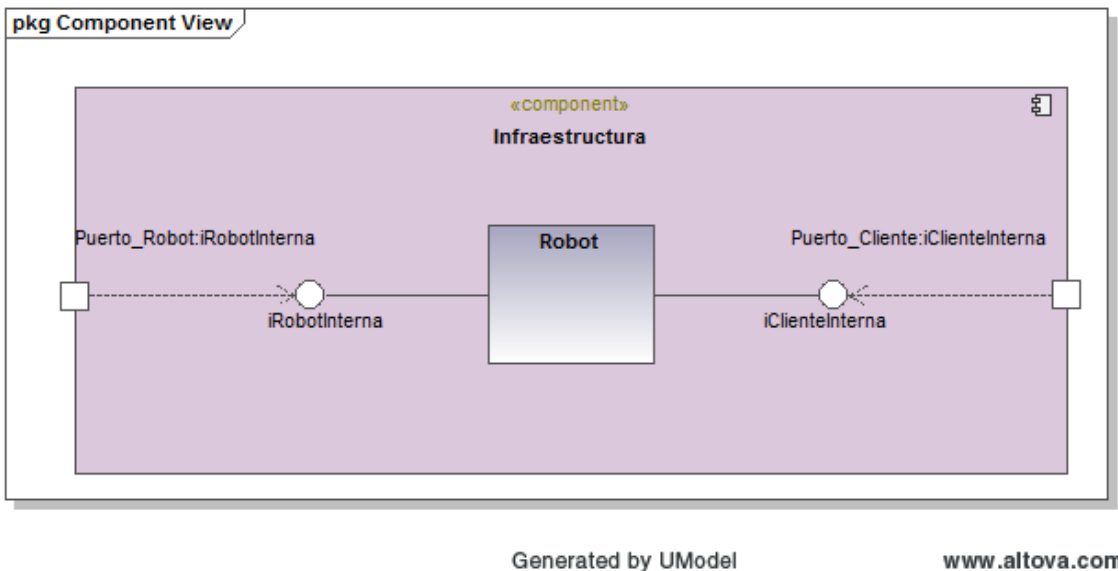 pkg Component View
«component»
Infraestructura
Puerto_Robot:iRobotInterna
Robot
Puerto_Cliente:iClienteInterna
iRobotInterna
iClienteInterna
Generated by UModel
www.altova.com